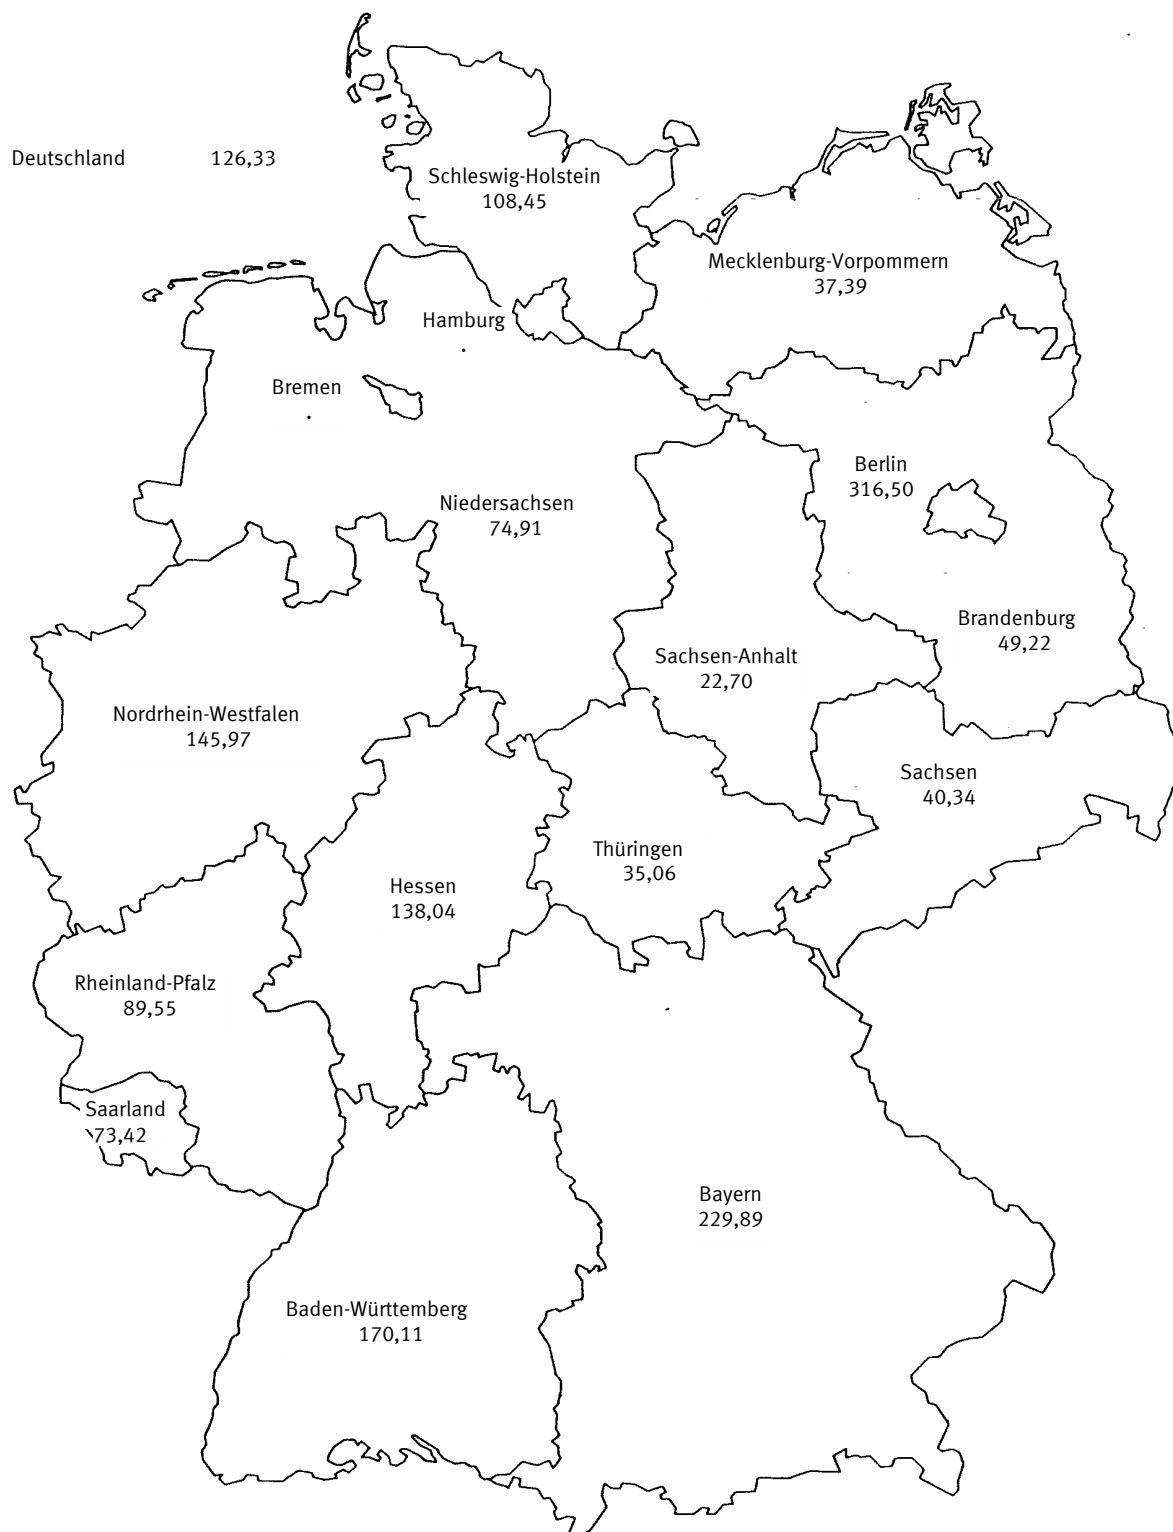 Deutschland 126,33
Schleswig-Holstein
108,45
Mecklenburg-Vorpommern
37,39
Hamburg
.
Bremen
.
Berlin
316,50
Niedersachsen
74,91
Brandenburg
49,22
Sachsen-Anhalt
22,70
Nordrhein-Westfalen
145,97
Sachsen
40,34
Thüringen
35,06
Hessen
138,04
Rheinland-Pfalz
89,55
Saarland
73,42
Bayern
229,89
Baden-Württemberg
170,11